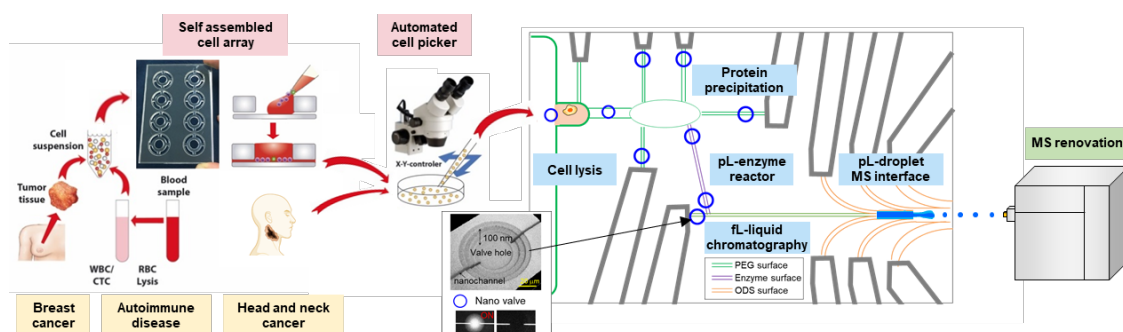 Self assembled
cell array
Automated
cell picker
Cell
suspension
Tumor
tissue
Blood
sample
WBC/
CTC
RBC
Lysis
Breast
cancer
Autoimmune
disease
Head and neck
cancer
X-Y-controler
Cell lysis
Protein
precipitation
pL-enzyme
reactor
pL-droplet
MS interface
fL-liquid
chromatography
PEG surface
Enzyme surface
ODS surface
MS renovation
100 nm
Valve hole
nanochannel
Nano valve
ON